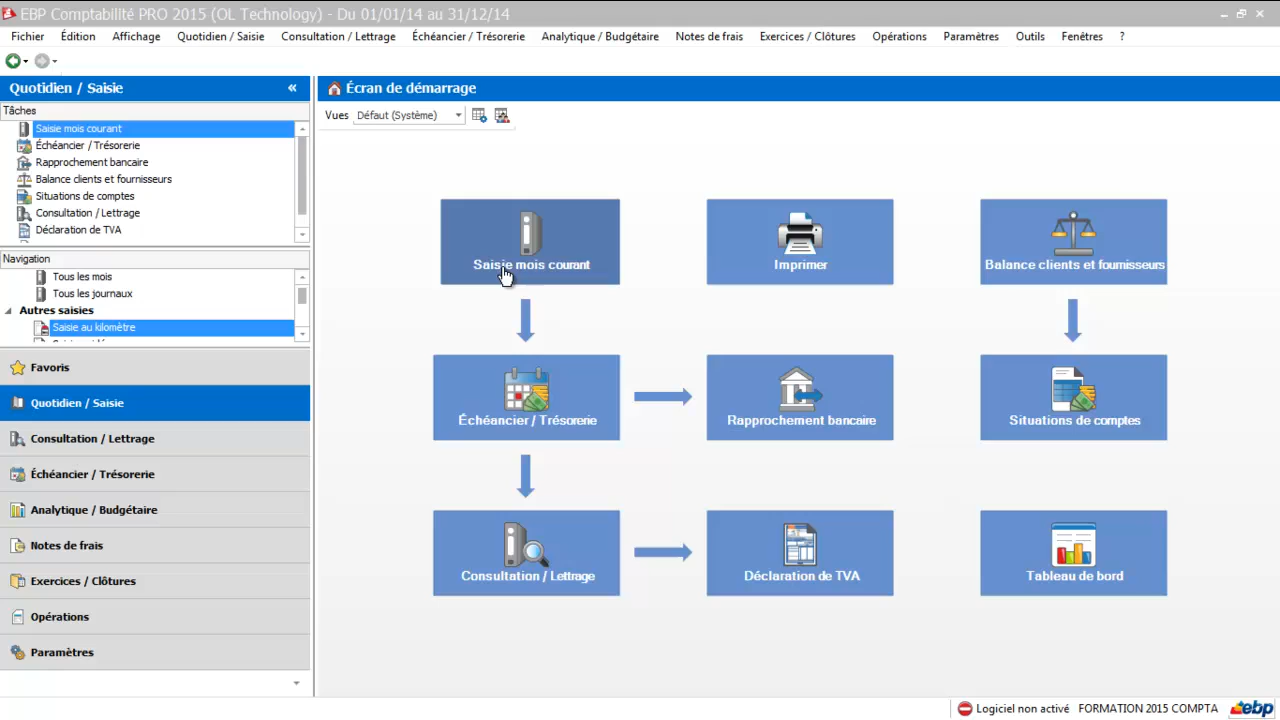 EBP Comptabilité PRO 2015 (OL Technology) - Du 01/01/14 au 31/12/14
Fichier Édition Affichage Quotidien / Saisie Consultation / Lettrage Échéancier / Trésorerie Analytique / Budgétaire Notes de frais Exercices / Clôtures Opérations Paramètres Outils Fenêtres ?
Quotidien / Saisie
Tâches
Saisie mois courant
Échéancier / Trésorerie
Rapprochement bancaire
Balance clients et fournisseurs
Situations de comptes
Consultation / Lettrage
Déclaration de TVA
Navigation
Tous les mois
Tous les journaux
Autres saisies
Saisie au kilomètre
Favoris
Quotidien / Saisie
Consultation / Lettrage
Échéancier / Trésorerie
Analytique / Budgétaire
Notes de frais
Exercices / Clôtures
Opérations
Paramètres
Écran de démarrage
Vues Défaut (Système)
Saisie mois courant
Imprimer
Balance clients et fournisseurs
Échéancier / Trésorerie
Rapprochement bancaire
Situations de comptes
Consultation / Lettrage
Déclaration de TVA
Tableau de bord
Logiciel non activé FORMATION 2015 COMPTA ebp